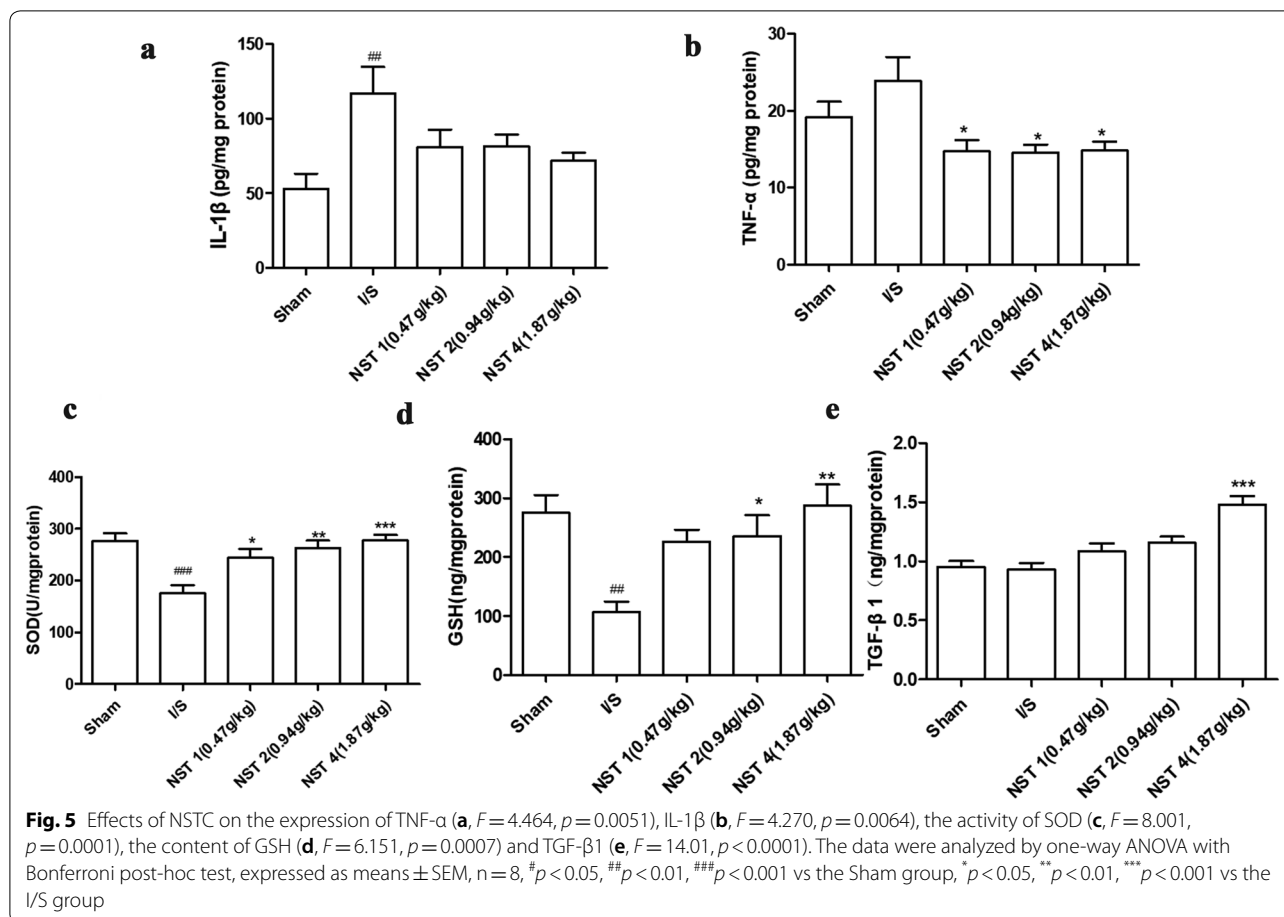 a
150
100
50
0
IL-1β (pg/mg protein)
##
Sham
I/S
NST 1(0.47g/kg)
NST 2(0.94g/kg)
NST 4(1.87g/kg)
b
30
20
10
0
TNF-α (pg/mg protein)
*
*
*
Sham
I/S
NST 1(0.47g/kg)
NST 2(0.94g/kg)
NST 4(1.87g/kg)
c
400
300
200
100
0
SOD(U/mgprotein)
###
*
**
***
Sham
I/S
NST 1(0.47g/kg)
NST 2(0.94g/kg)
NST 4(1.87g/kg)
d
400
300
200
100
0
GSH(ng/mgprotein)
##
*
**
Sham
I/S
NST 1(0.47g/kg)
NST 2(0.94g/kg)
NST 4(1.87g/kg)
e
2.0
1.5
1.0
0.5
0.0
TGF-β 1（ng/mgprotein)
***
Sham
I/S
NST 1(0.47g/kg)
NST 2(0.94g/kg)
NST 4(1.87g/kg)
Fig. 5 Effects of NSTC on the expression of TNF-α (a, F = 4.464, p = 0.0051), IL-1β (b, F = 4.270, p = 0.0064), the activity of SOD (c, F = 8.001,
p = 0.0001), the content of GSH (d, F = 6.151, p = 0.0007) and TGF-β1 (e, F = 14.01, p < 0.0001). The data were analyzed by one-way ANOVA with
Bonferroni post-hoc test, expressed as means ± SEM, n = 8, #p < 0.05, ##p < 0.01, ###p < 0.001 vs the Sham group, *p < 0.05, **p < 0.01, ***p < 0.001 vs the
I/S group